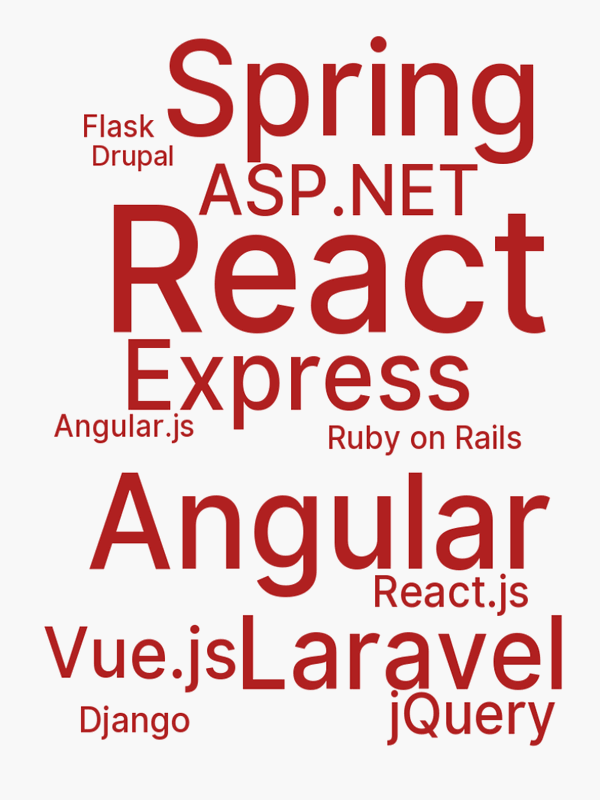 Spring
Flask
Drupal
ASP.NET
React
Express
Angular.js
Ruby on Rails
Angular
React.js
Vue.js
Laravel
jQuery
Django